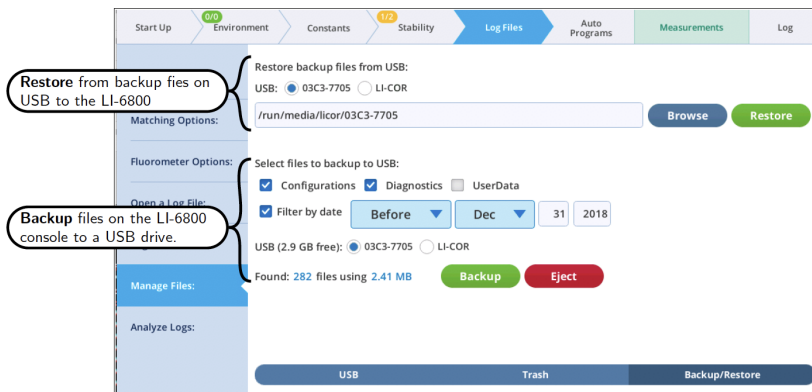 0/0
1/2
Start Up
Environment
Constants
Stability
Log Files
Auto
Programs
Measurements
Log
Restore from backup fies on
USB to the LI-6800
Matching Options:
Fluorometer Options:
Open a Log File:
Backup files on the LI-6800
console to a USB drive.
Manage Files:
Analyze Logs:
Restore backup files from USB:
USB: 03C3-7705 LI-COR
/run/media/licor/03C3-7705
Browse
Restore
Select files to backup to USB:
Configurations Diagnostics UserData
Filter by date Before Dec 31 2018
USB (2.9 GB free): 03C3-7705 LI-COR
Found: 282 files using 2.41 MB
Backup
Eject
USB
Trash
Backup/Restore